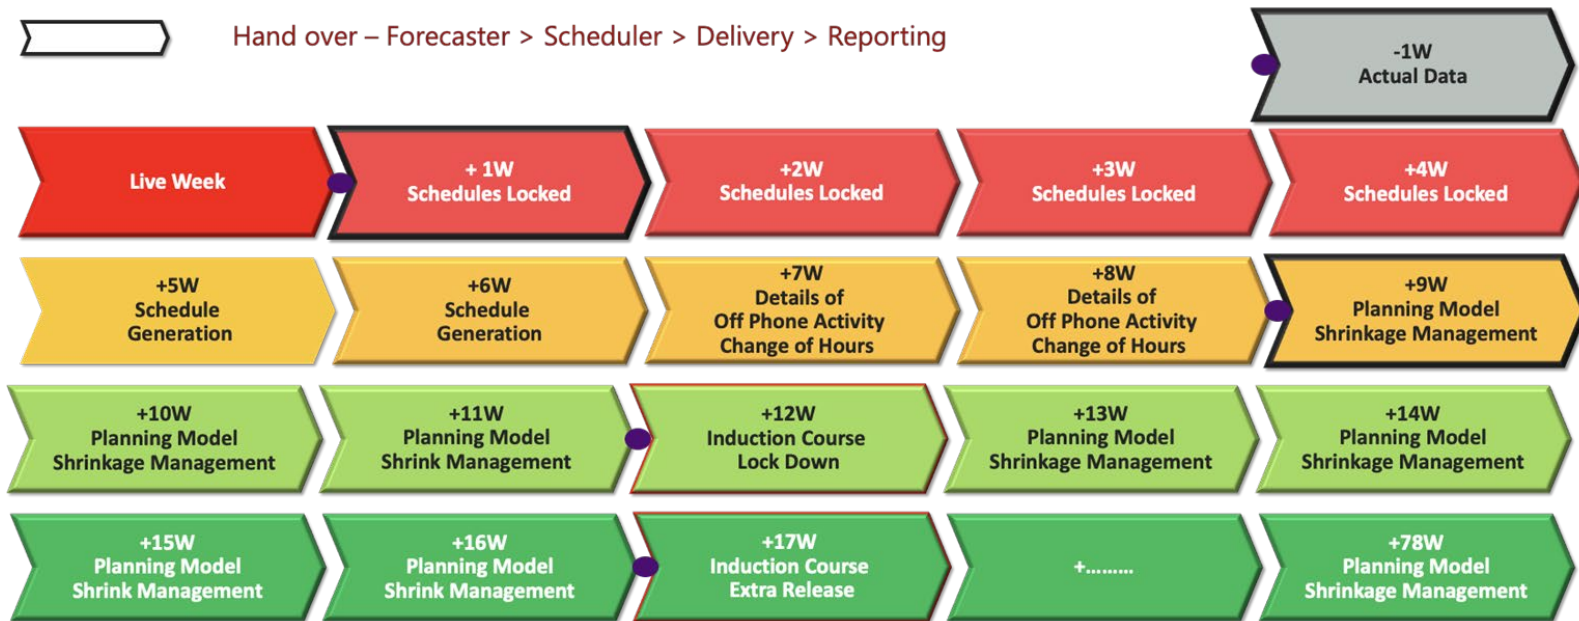 Hand over – Forecaster > Scheduler > Delivery > Reporting
-1W
Actual Data
Live Week
+ 1W
Schedules Locked
+2W
Schedules Locked
+3W
Schedules Locked
+4W
Schedules Locked
+5W
Schedule
Generation
+6W
Schedule
Generation
+7W
Details of
Off Phone Activity
Change of Hours
+8W
Details of
Off Phone Activity
Change of Hours
+9W
Planning Model
Shrinkage Management
+10W
Planning Model
Shrinkage Management
+11W
Planning Model
Shrink Management
+12W
Induction Course
Lock Down
+13W
Planning Model
Shrinkage Management
+14W
Planning Model
Shrinkage Management
+15W
Planning Model
Shrink Management
+16W
Planning Model
Shrink Management
+17W
Induction Course
Extra Release
+.........
+78W
Planning Model
Shrinkage Management